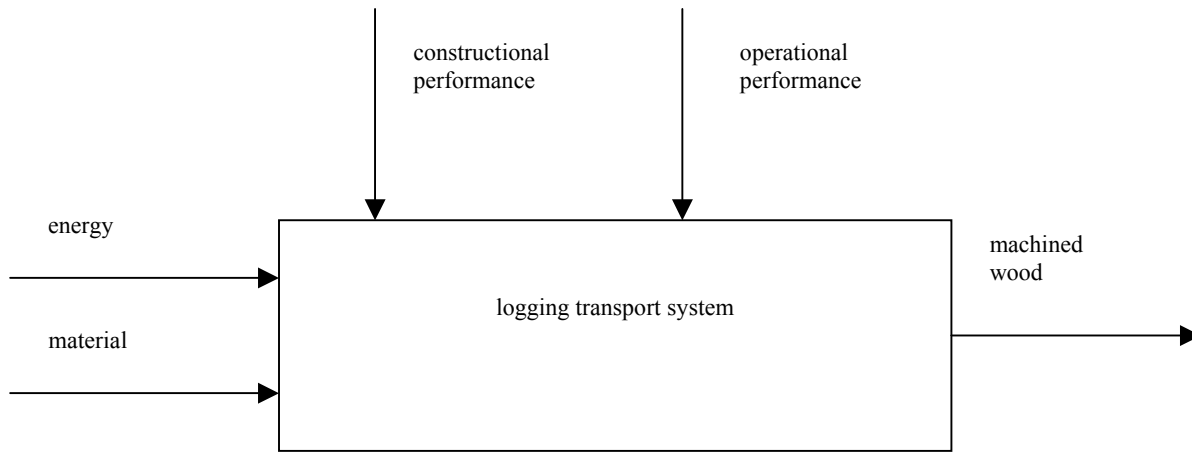 constructional
performance
operational
performance
energy
machined
wood
logging transport system
material